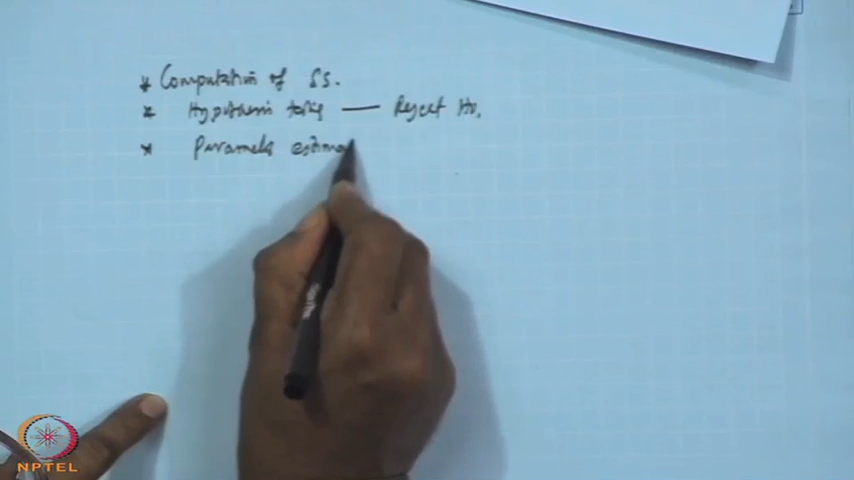 * Computation of SS.
* Hypothesis testing — Reject H0.
* Parameter estima
NPTEL